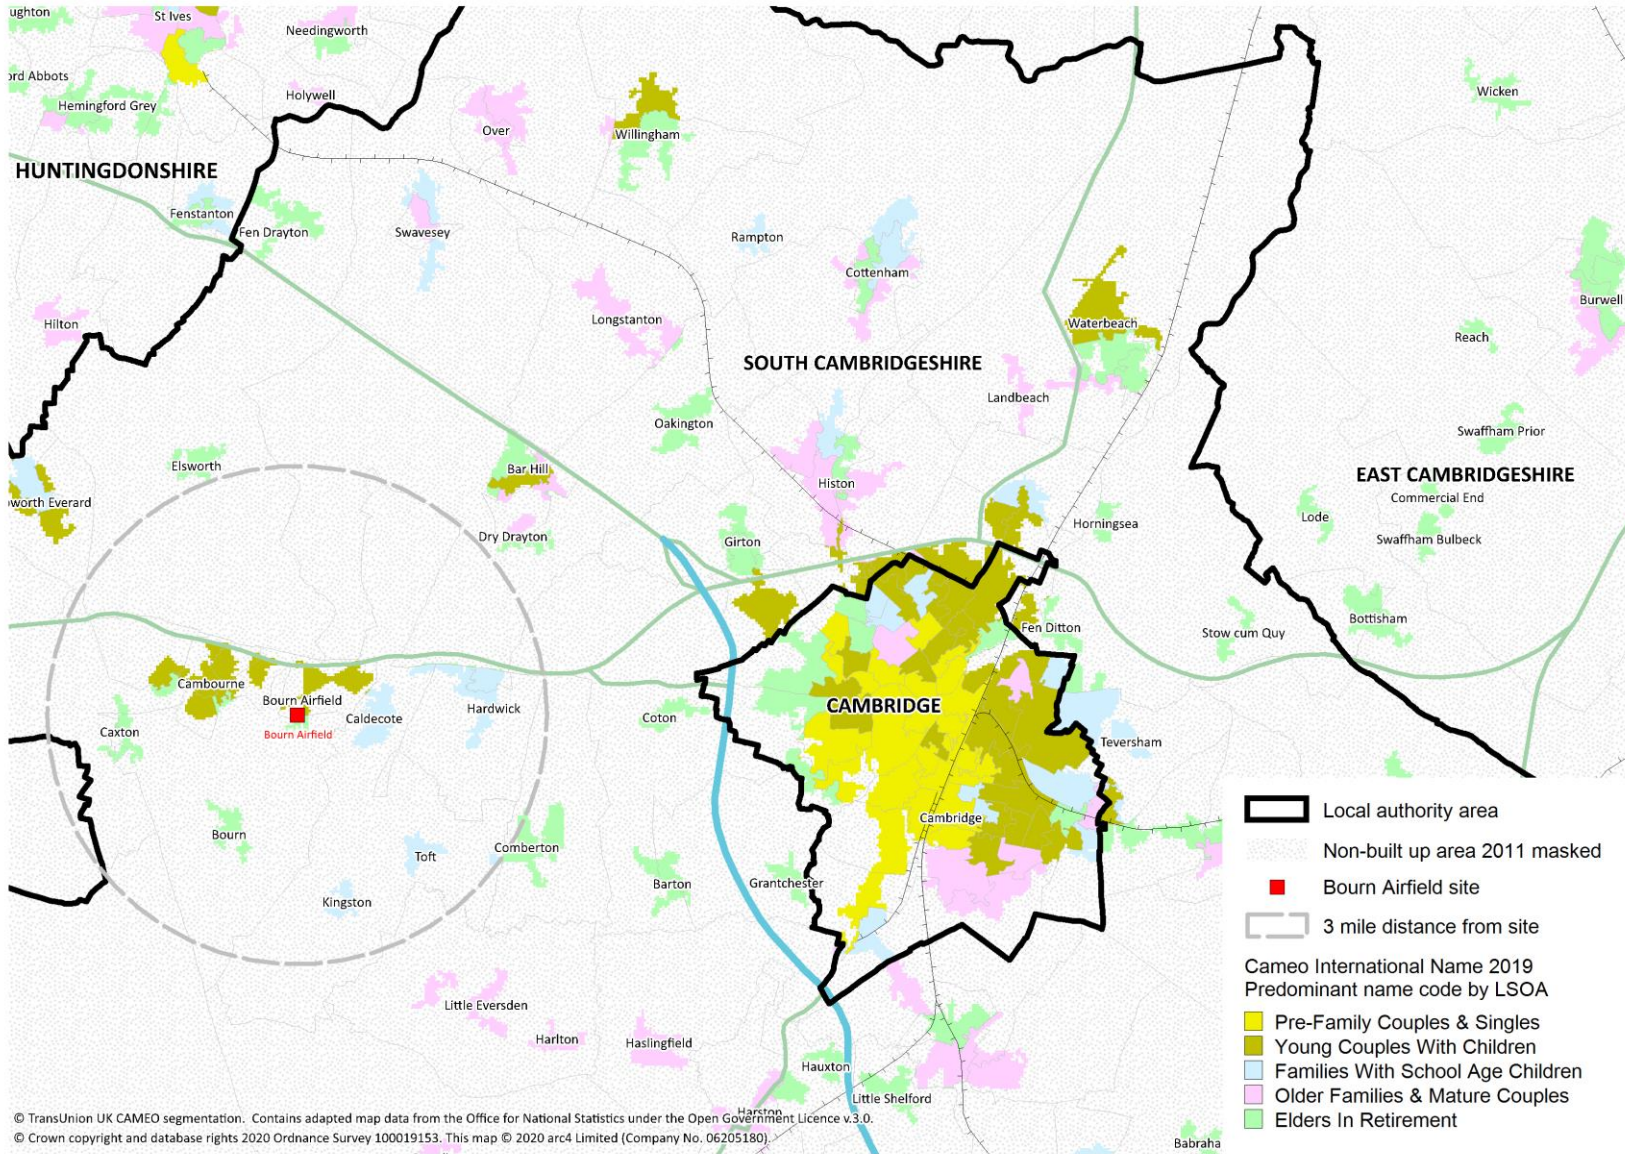 ughton
St Ives
Needingworth
ord Abbots
Hemingford Grey
Holywell
Over
Willingham
Wicken
HUNTINGDONSHIRE
Fenstanton
Fen Drayton
Swavesey
Rampton
Cottenham
Burwell
Hilton
Longstanton
Waterbeach
Reach
SOUTH CAMBRIDGESHIRE
Landbeach
Oakington
Swaffham Prior
Elsworth
Bar Hill
Histon
EAST CAMBRIDGESHIRE
Commercial End
pworth Everard
Lode
Horningsea
Dry Drayton
Girton
Swaffham Bulbeck
Fen Ditton
Stow cum Quy
Bottisham
Cambourne
Bourn Airfield
Caldecote
Hardwick
CAMBRIDGE
Coton
Caxton
Bourn Airfield
Teversham
Bourn
Cambridge
Comberton
Toft
Barton
Grantchester
Kingston
Little Eversden
Harlton
Haslingfield
Hauxton
Little Shelford
Harston
Babraha
Local authority area
Non-built up area 2011 masked
Bourn Airfield site
3 mile distance from site
Cameo International Name 2019
Predominant name code by LSOA
Pre-Family Couples & Singles
Young Couples With Children
Families With School Age Children
Older Families & Mature Couples
Elders In Retirement
© TransUnion UK CAMEO segmentation. Contains adapted map data from the Office for National Statistics under the Open Government Licence v.3.0.
© Crown copyright and database rights 2020 Ordnance Survey 100019153. This map © 2020 arc4 Limited (Company No. 06205180).